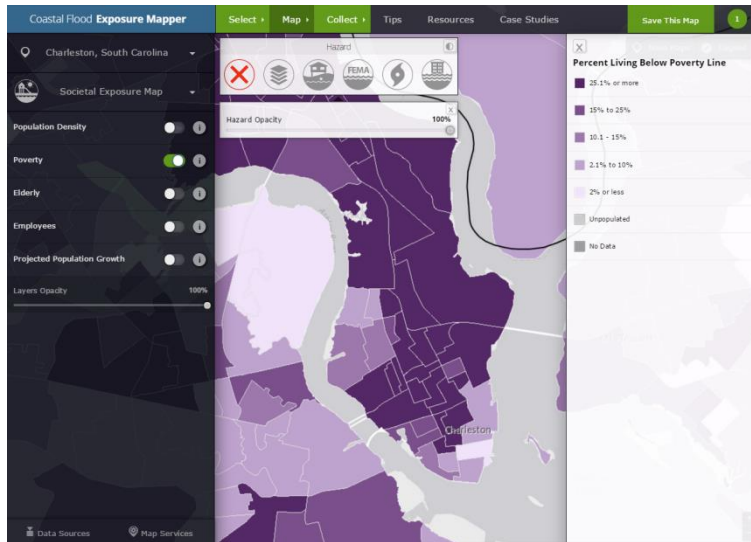 Coastal Flood Exposure Mapper
Select Map Collect Tips Resources Case Studies Save This Map 1
Charleston, South Carolina
Societal Exposure Map
Population Density
Poverty
Elderly
Employees
Projected Population Growth
Layers Opacity 100%
Data Sources Map Services
Hazard
FEMA
X
Hazard Opacity 100%
Charleston
X
Percent Living Below Poverty Line
25.1% or more
15% to 25%
10.1 - 15%
2.1% to 10%
2% or less
Unpopulated
No Data